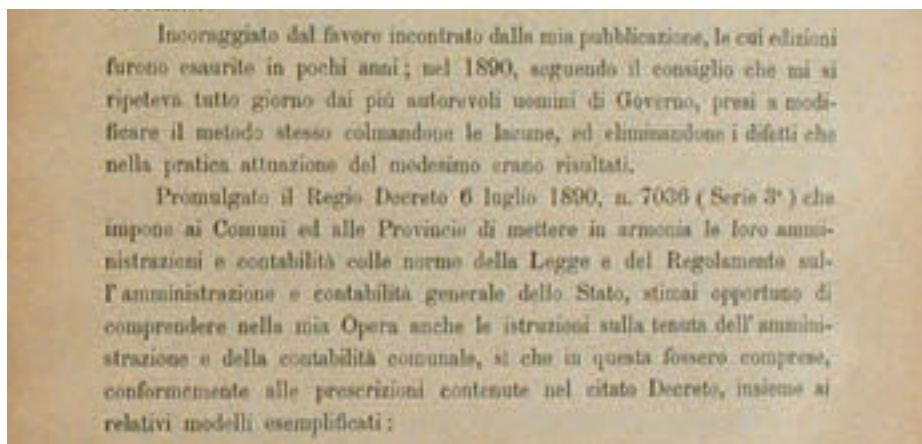 Incoraggiato dal favore incontrato dalla mia pubblicazione, le cui edizioni
furono esaurite in pochi anni; nel 1890, seguendo il consiglio che mi si
ripeteva tutto giorno dai più autorevoli uomini di Governo, presi a modi-
ficare il metodo stesso colmandone le lacune, ed eliminandone i difetti che
nella pratica attuazione del medesimo erano risultati.
Promulgato il Regio Decreto 6 luglio 1890, n. 7036 ( Serie 3ª ) che
impone ai Comuni ed alle Provincie di mettere in armonia le loro ammi-
nistrazioni e contabilità colle norme della Legge e del Regolamento sul-
l'amministrazione e contabilità generale dello Stato, stimai opportuno di
comprendere nella mia Opera anche le istruzioni sulla tenuta dell'ammini-
strazione e della contabilità comunale, sì che in questa fossero comprese,
conformemente alle prescrizioni contenute nel citato Decreto, insieme ai
relativi modelli esemplificati: